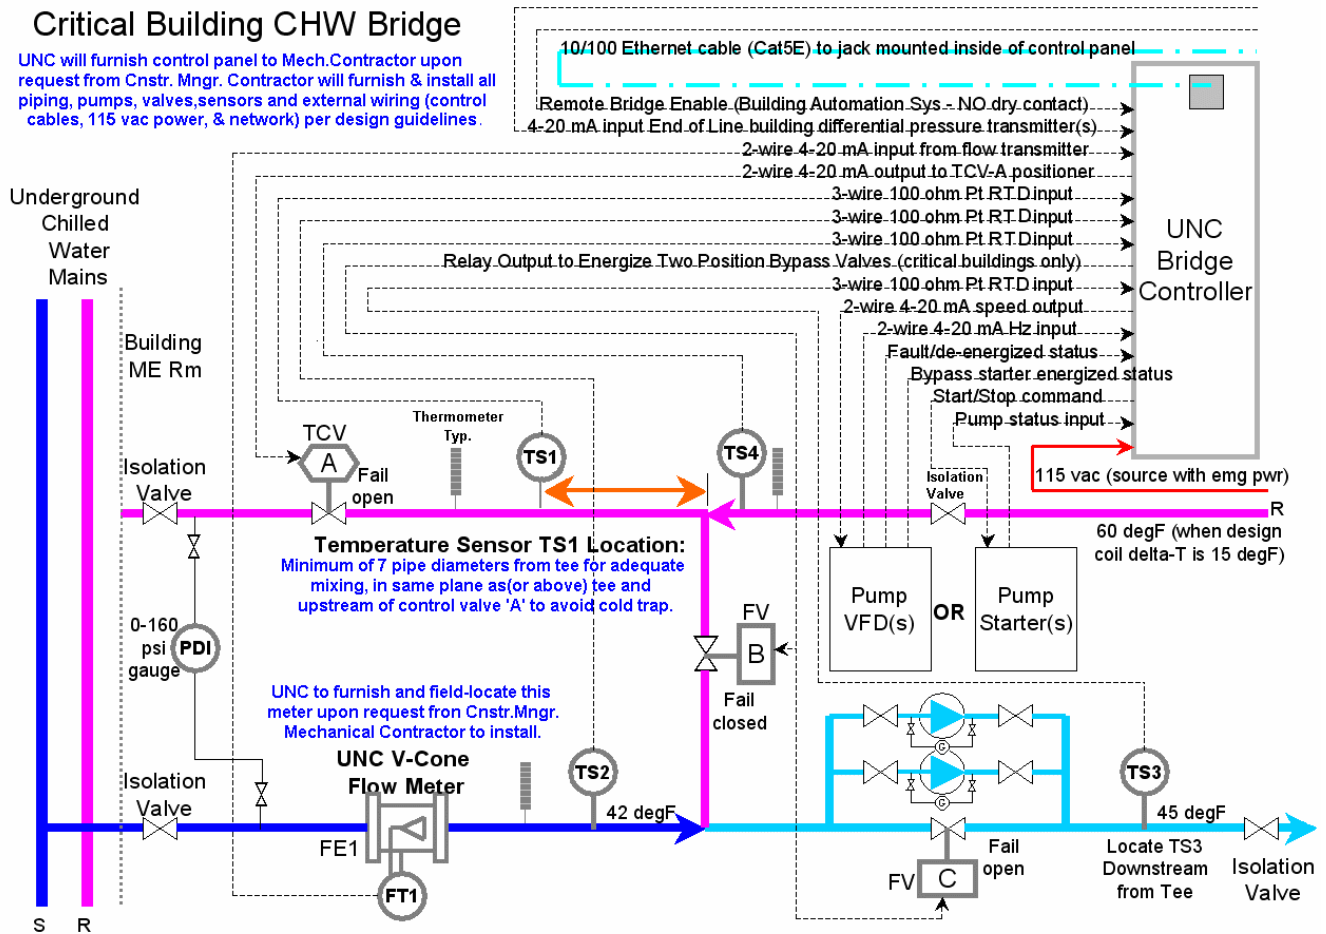 Critical Building CHW Bridge
UNC will furnish control panel to Mech.Contractor upon
request from Cnstr. Mngr. Contractor will furnish & install all
piping, pumps, valves,sensors and external wiring (control
cables, 115 vac power, & network) per design guidelines.
10/100 Ethernet cable (Cat5E) to jack mounted inside of control panel
Remote Bridge Enable (Building Automation Sys - NO dry contact)
4-20 mA input End of Line building differential pressure transmitter(s)
2-wire 4-20 mA input from flow transmitter
2-wire 4-20 mA output to TCV-A positioner
3-wire 100 ohm Pt RTD input
3-wire 100 ohm Pt RTD input
3-wire 100 ohm Pt RTD input
Relay Output to Energize Two Position Bypass Valves (critical buildings only)
3-wire 100 ohm Pt RTD input
2-wire 4-20 mA speed output
2-wire 4-20 mA Hz input
Fault/de-energized status
Bypass starter energized status
Start/Stop command
Pump status input
UNC
Bridge
Controller
115 vac (source with emg pwr)
Underground
Chilled
Water
Mains
Building
ME Rm
Isolation
Valve
TCV
A
Fail
open
Thermometer
Typ.
TS1
TS4
Isolation
Valve
R
60 degF (when design
coil delta-T is 15 degF)
Temperature Sensor TS1 Location:
Minimum of 7 pipe diameters from tee for adequate
mixing, in same plane as(or above) tee and
upstream of control valve 'A' to avoid cold trap.
0-160
psi
gauge
PDI
FV
B
Fail
closed
Pump
VFD(s)
OR
Pump
Starter(s)
UNC to furnish and field-locate this
meter upon request fron Cnstr.Mngr.
Mechanical Contractor to install.
UNC V-Cone
Flow Meter
Isolation
Valve
FE1
FT1
TS2
42 degF
G
G
TS3
45 degF
Fail
open
FV
C
Locate TS3
Downstream
from Tee
Isolation
Valve
S
R